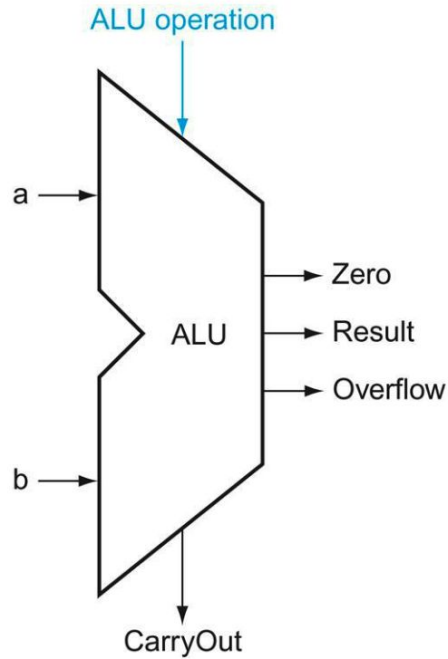 ALU operation
a
Zero
ALU
Result
Overflow
b
CarryOut